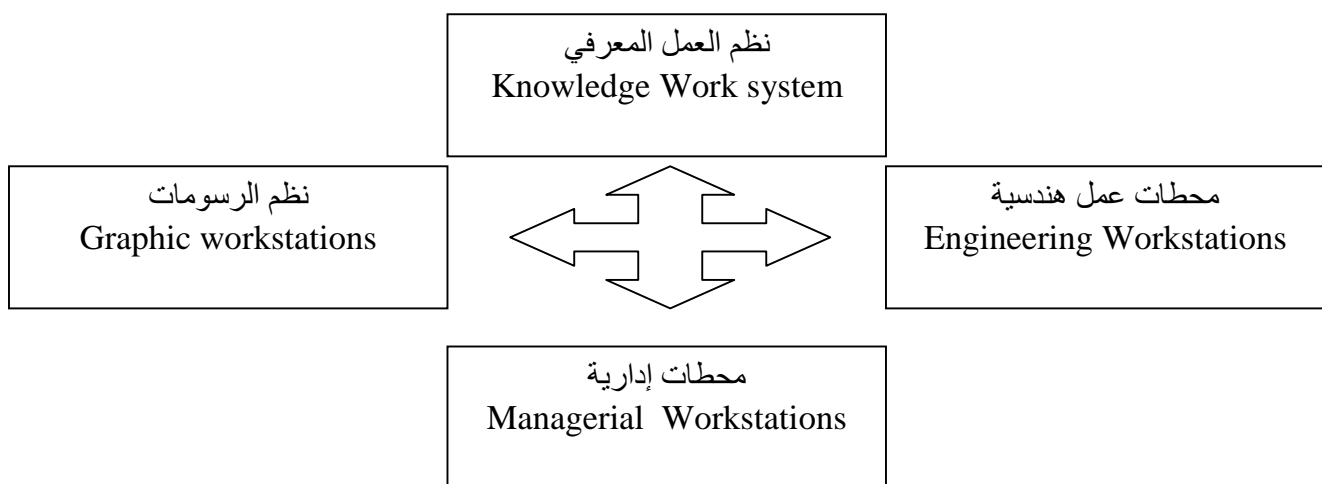 نظم العمل المعرفي
Knowledge Work system
نظم الرسومات
Graphic workstations
محطات عمل هندسية
Engineering Workstations
محطات إدارية
Managerial Workstations